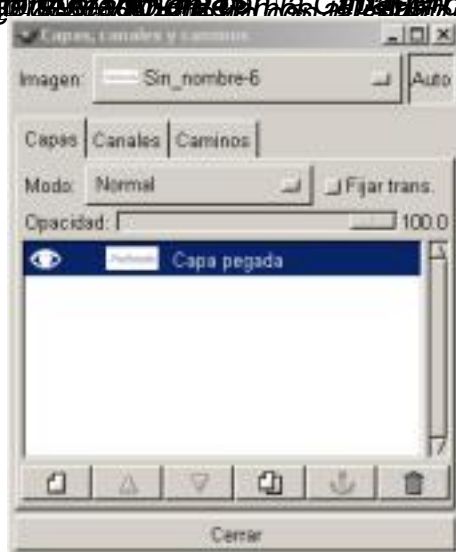 Capas, canales y caminos
Imagen: Sin_nombre-6 Auto
Capas Canales Caminos
Modo: Normal Fijar trans.
Opacidad: 100.0
Capa pegada
Cerrar